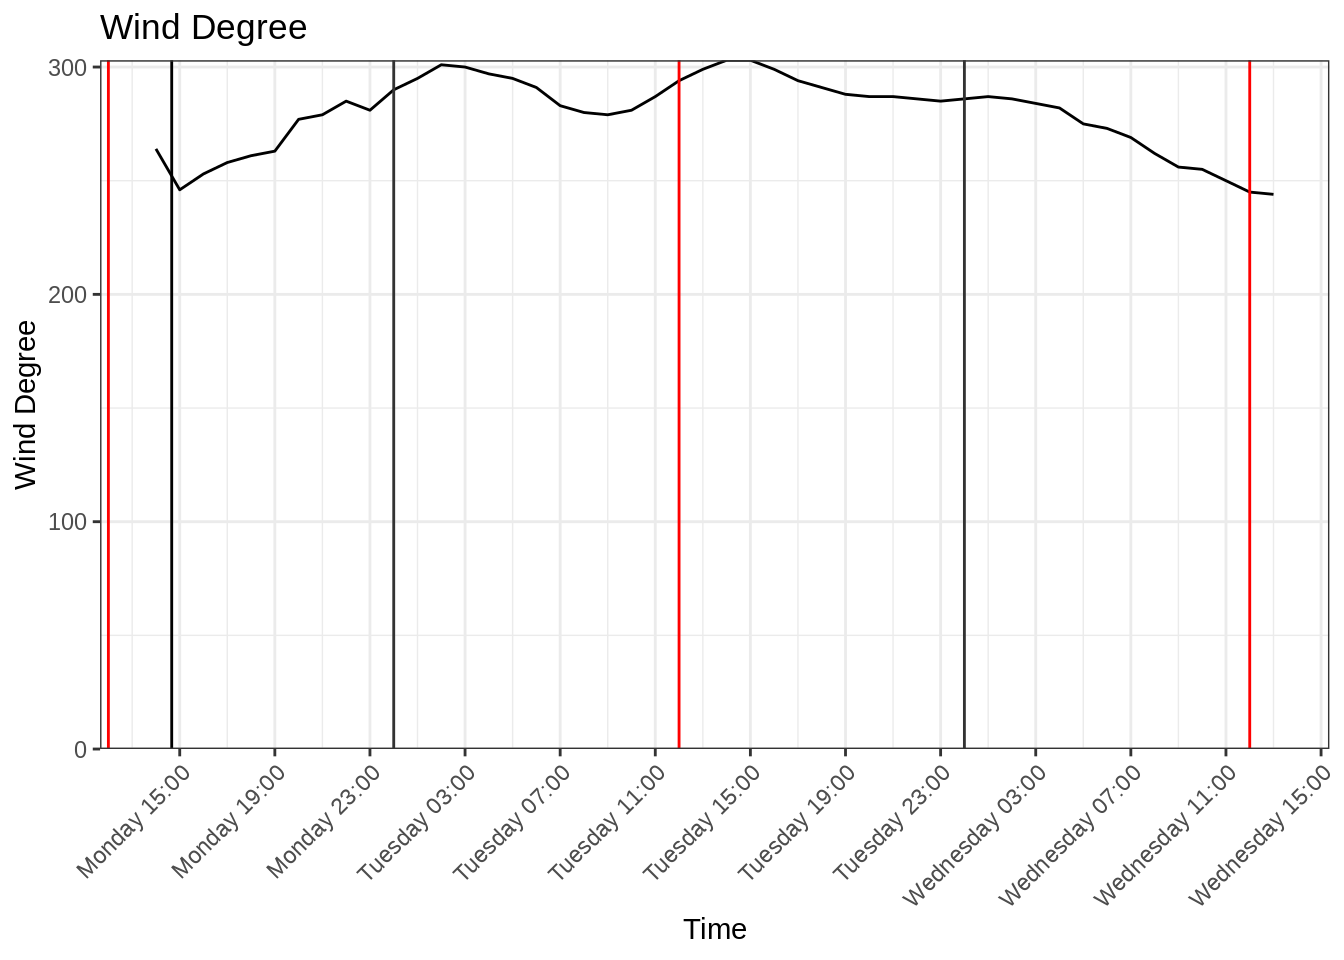 Wind Degree
Wind Degree
300
200
100
0
Monday 15:00
Monday 19:00
Monday 23:00
Tuesday 03:00
Tuesday 07:00
Tuesday 11:00
Tuesday 15:00
Tuesday 19:00
Tuesday 23:00
Wednesday 03:00
Wednesday 07:00
Wednesday 11:00
Wednesday 15:00
Time